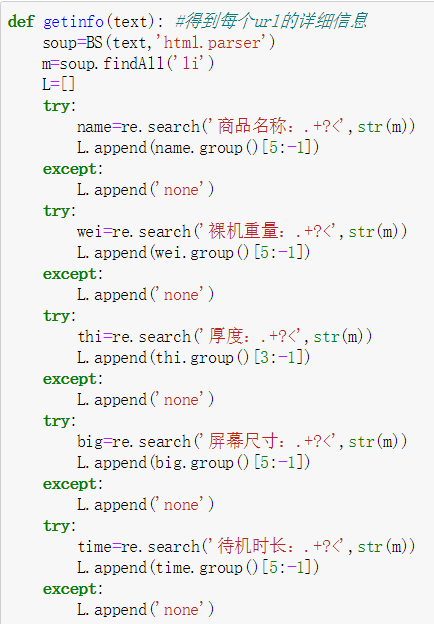 def getinfo(text): #得到每个url的详细信息
    soup=BS(text,'html.parser')
    m=soup.findAll('li')
    L=[]
    try:
        name=re.search('商品名称：.+?<',str(m))
        L.append(name.group()[5:-1])
    except:
        L.append('none')
    try:
        wei=re.search('裸机重量：.+?<',str(m))
        L.append(wei.group()[5:-1])
    except:
        L.append('none')
    try:
        thi=re.search('厚度：.+?<',str(m))
        L.append(thi.group()[3:-1])
    except:
        L.append('none')
    try:
        big=re.search('屏幕尺寸：.+?<',str(m))
        L.append(big.group()[5:-1])
    except:
        L.append('none')
    try:
        time=re.search('待机时长：.+?<',str(m))
        L.append(time.group()[5:-1])
    except:
        L.append('none')